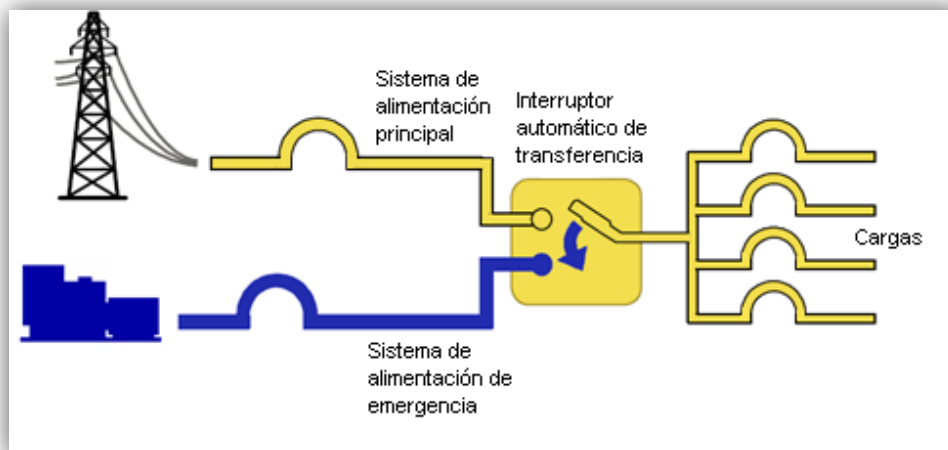 Sistema de
alimentación
principal
Interruptor
automático de
transferencia
Cargas
Sistema de
alimentación de
emergencia